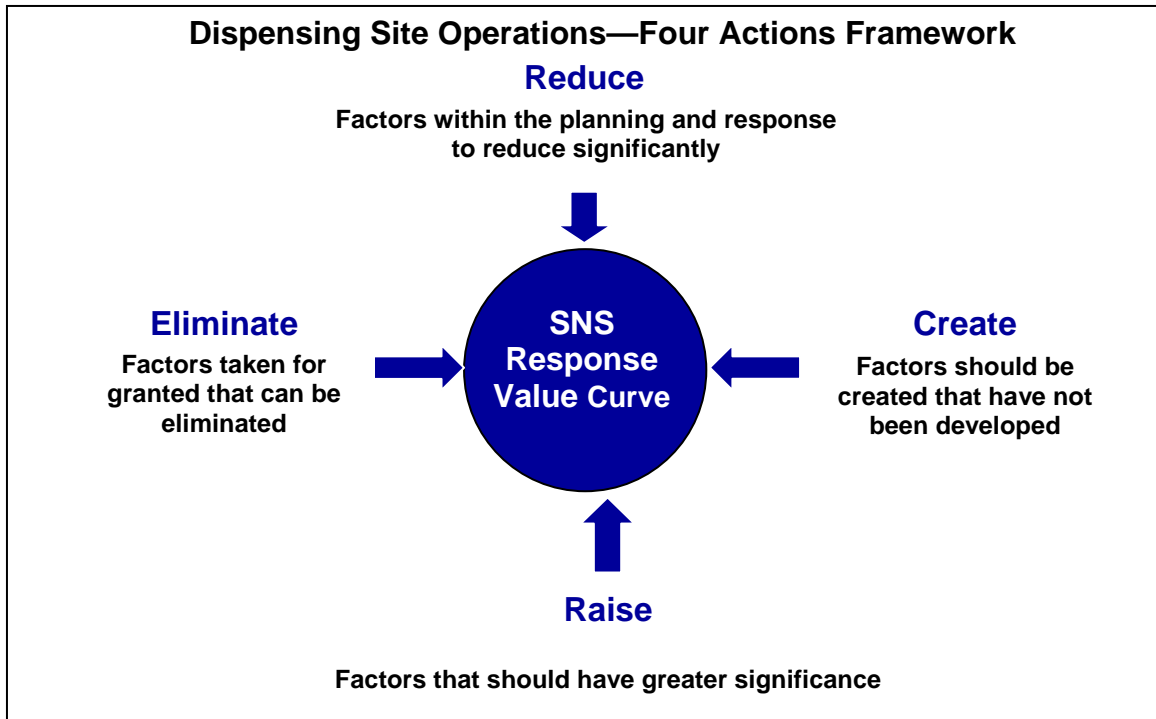 Dispensing Site Operations—Four Actions Framework
Reduce
Factors within the planning and response
to reduce significantly
Eliminate
Factors taken for
granted that can be
eliminated
SNS
Response
Value Curve
Create
Factors should be
created that have not
been developed
Raise
Factors that should have greater significance